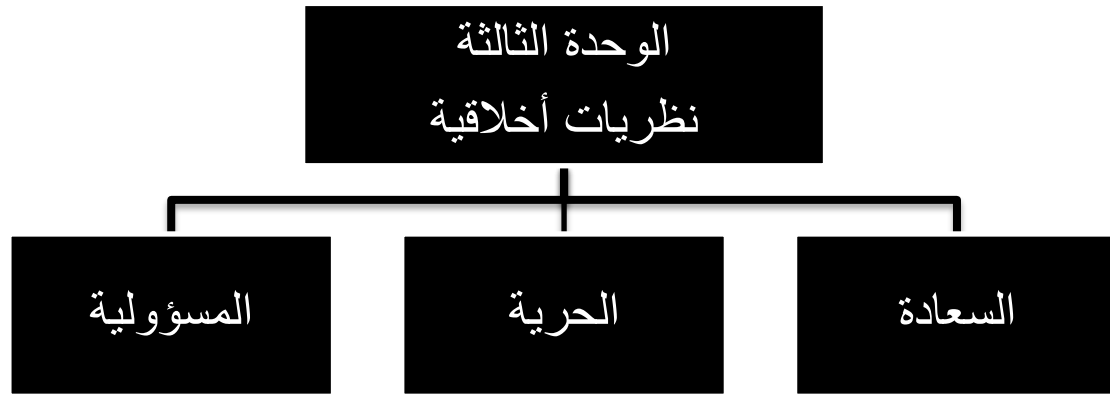 الوحدة الثالثة
نظريات أخلاقية
السعادة
الحرية
المسؤولية